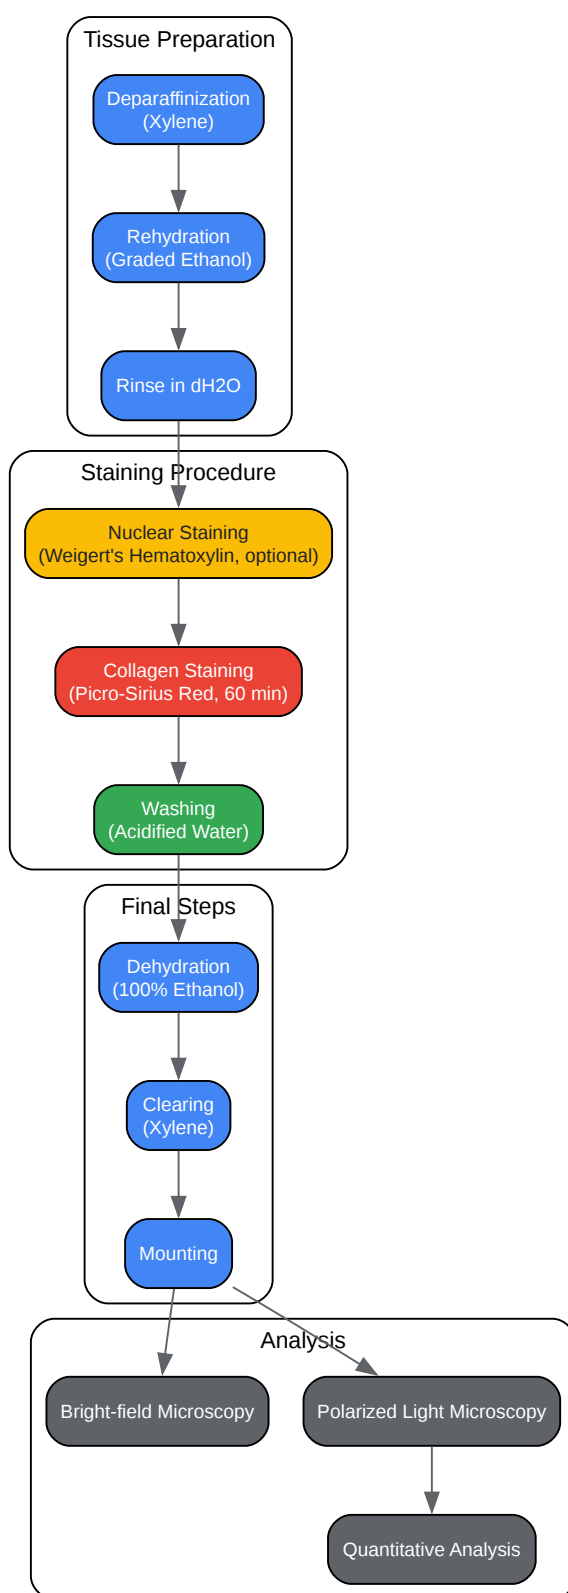 Tissue Preparation
Deparaffinization
(Xylene)
Rehydration
(Graded Ethanol)
Rinse in dH2O
Staining Procedure
Nuclear Staining
(Weigert's Hematoxylin, optional)
Collagen Staining
(Picro-Sirius Red, 60 min)
Washing
(Acidified Water)
Final Steps
Dehydration
(100% Ethanol)
Clearing
(Xylene)
Mounting
Analysis
Bright-field Microscopy
Polarized Light Microscopy
Quantitative Analysis